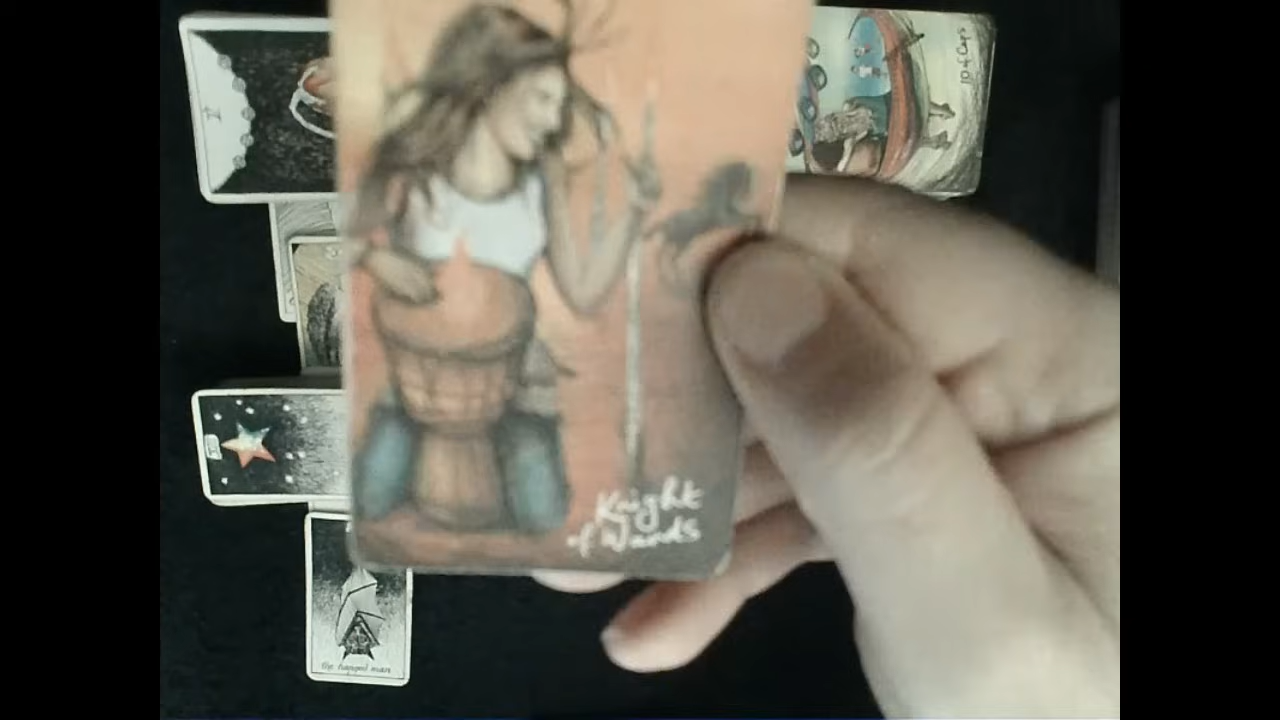 I
10 of Cups
Knight
of Wands
the hanged man